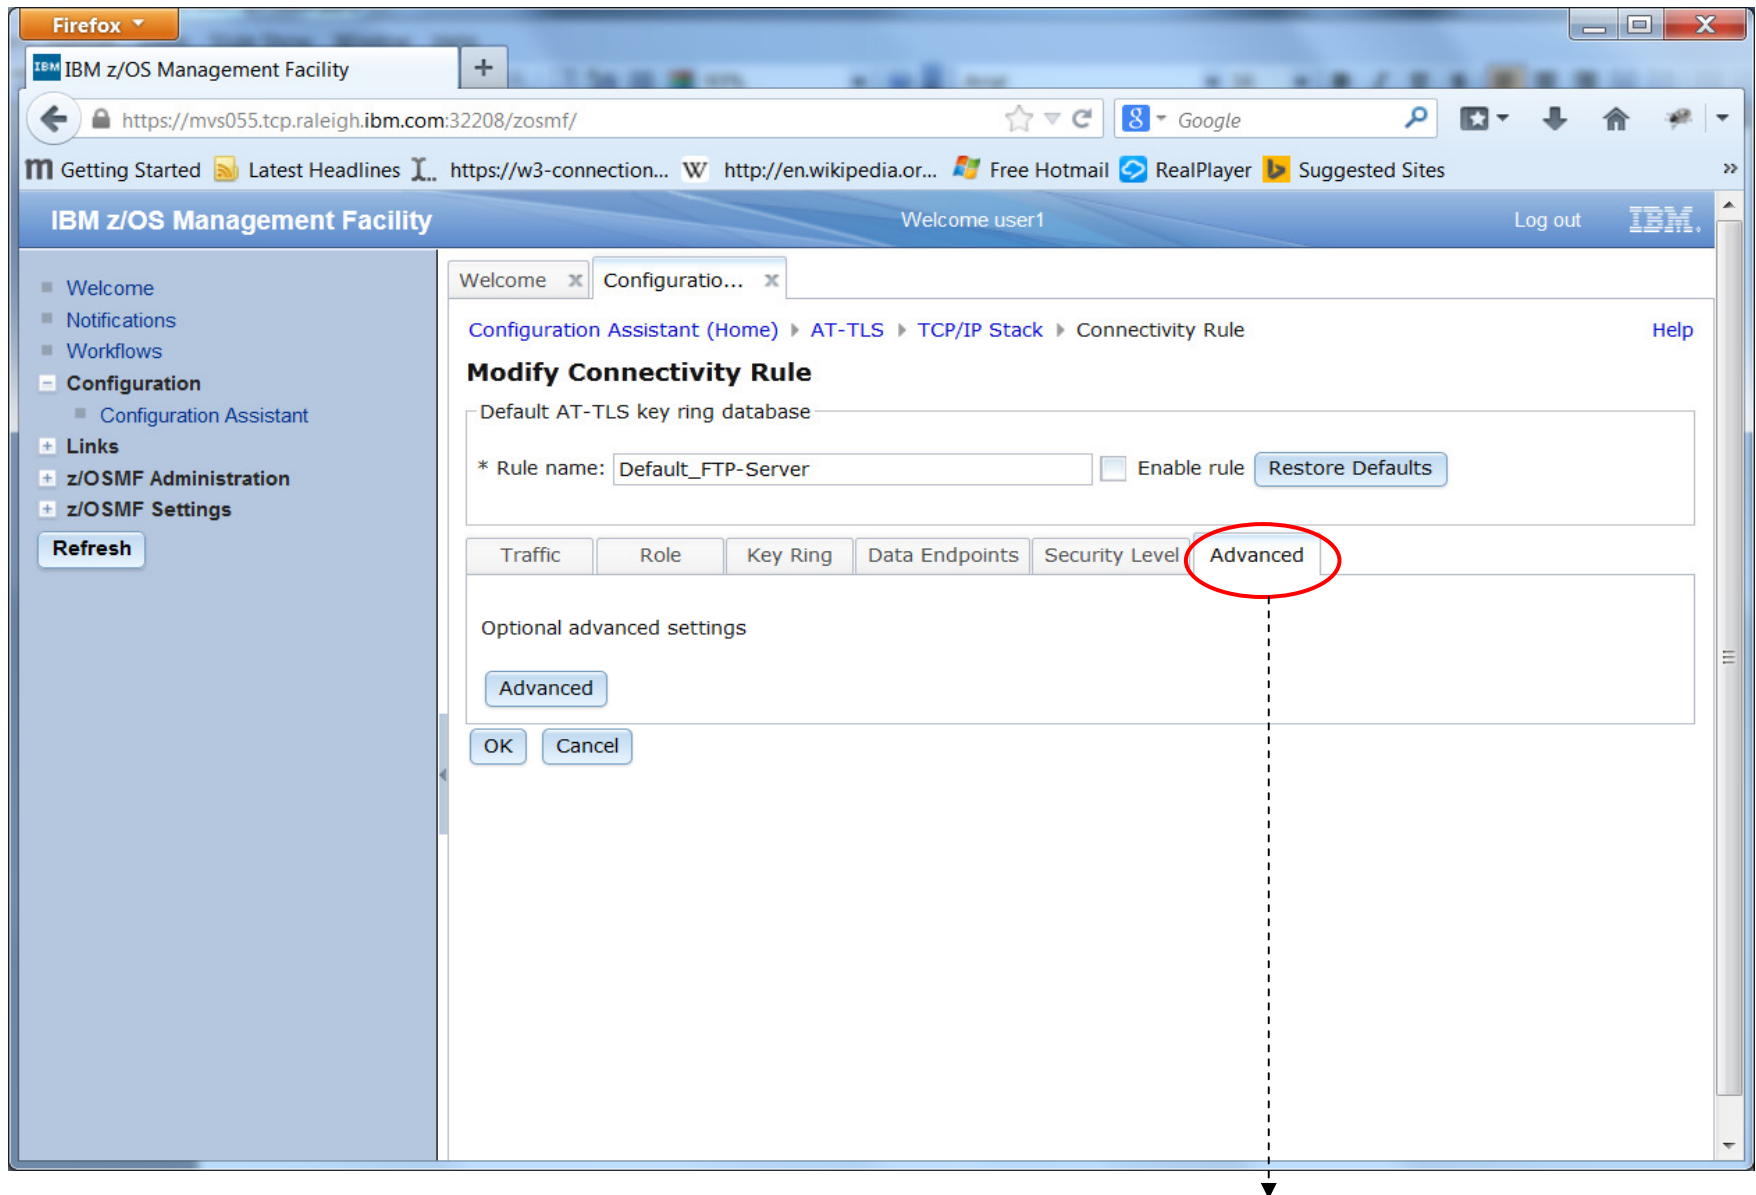 Firefox
IBM IBM z/OS Management Facility
https://mvs055.tcp.raleigh.ibm.com:32208/zosmf/
8 Google
m Getting Started Latest Headlines I.. https://w3-connection... W http://en.wikipedia.or... Free Hotmail RealPlayer Suggested Sites »
IBM z/OS Management Facility Welcome user1 Log out IBM.
Welcome
Notifications
Workflows
Configuration
Configuration Assistant
Links
z/OSMF Administration
z/OSMF Settings
Refresh
Welcome x Configuratio... x
Configuration Assistant (Home) AT-TLS TCP/IP Stack Connectivity Rule Help
Modify Connectivity Rule
Default AT-TLS key ring database
* Rule name: Default_FTP-Server Enable rule Restore Defaults
Traffic Role Key Ring Data Endpoints Security Level Advanced
Optional advanced settings
Advanced
OK Cancel